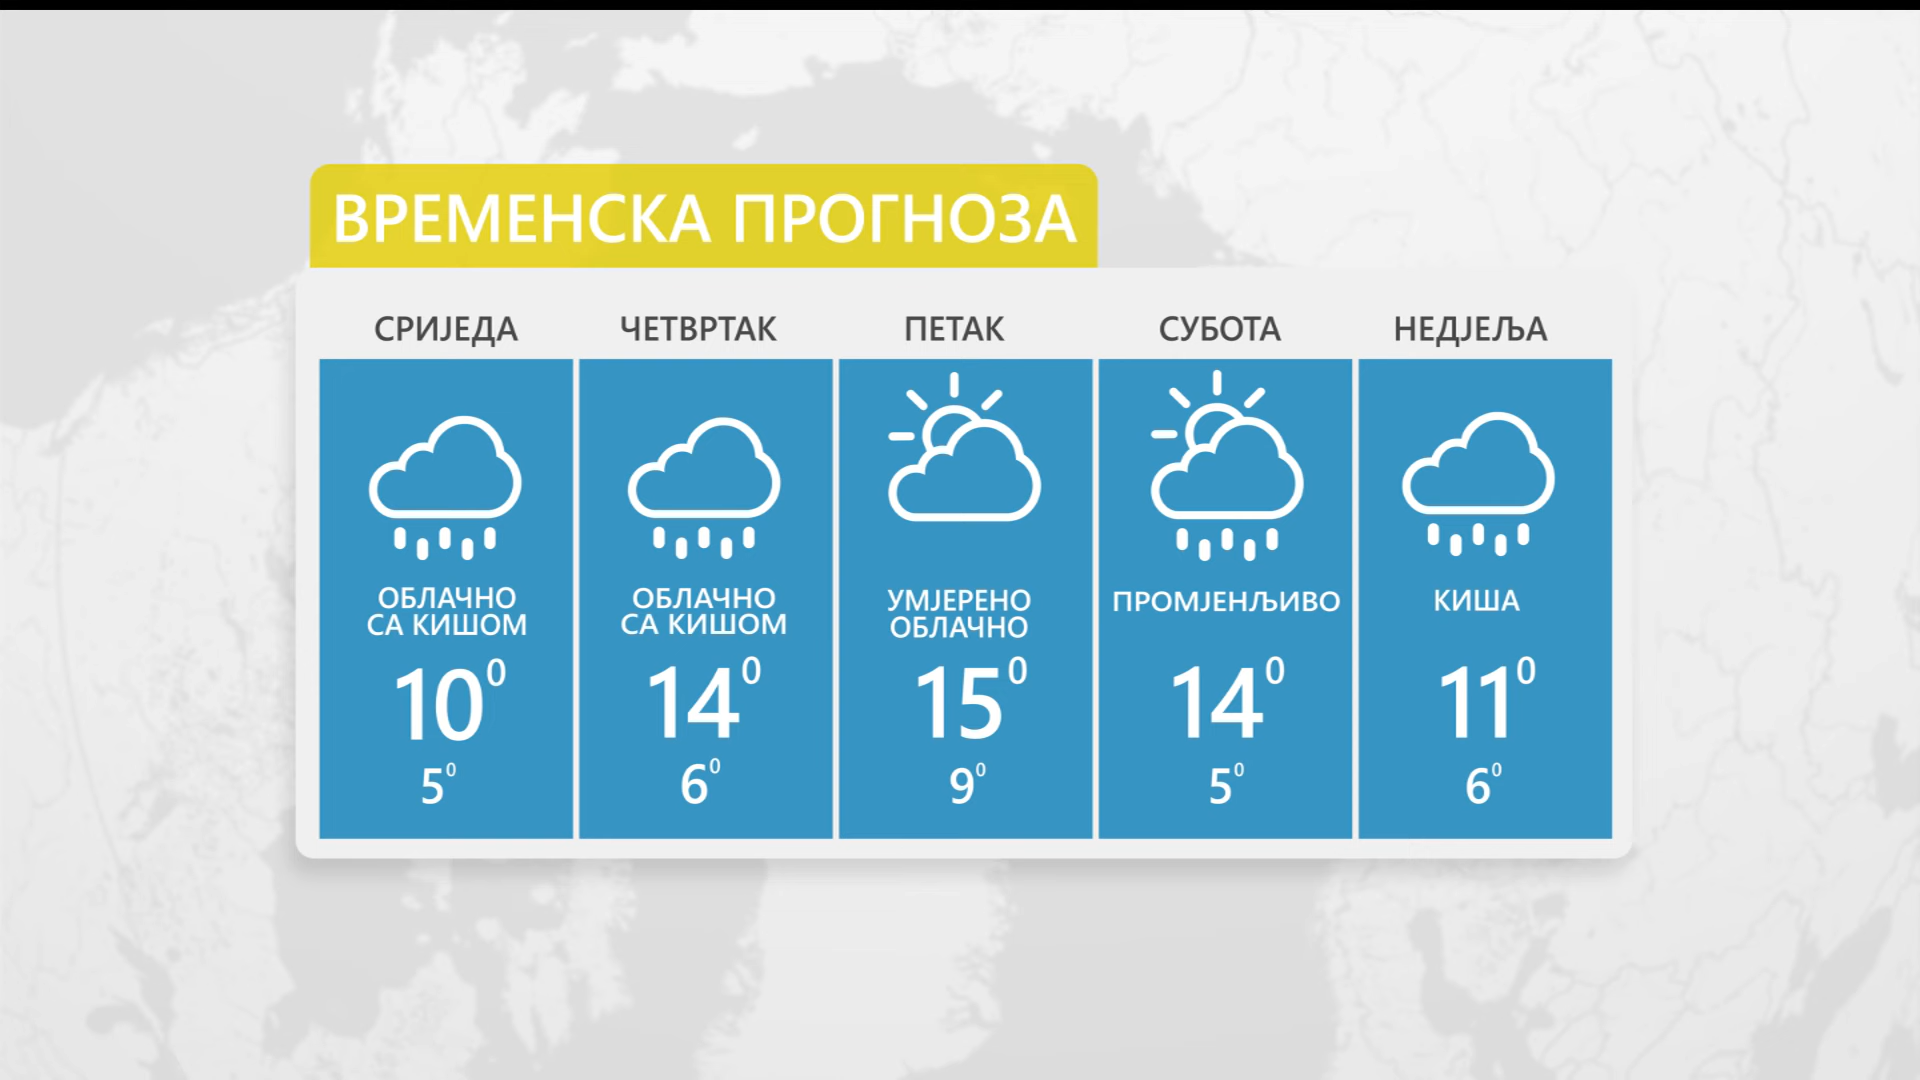 ВРЕМЕНСКА ПРОГНОЗА
СРИЈЕДА
ЧЕТВРТАК
ПЕТАК
СУБОТА
НЕДЈЕЉА
ОБЛАЧНО
СА КИШОМ
10⁰
5⁰
ОБЛАЧНО
СА КИШОМ
14⁰
6⁰
УМЈЕРЕНО
ОБЛАЧНО
15⁰
9⁰
ПРОМЈЕНЉИВО
14⁰
5⁰
КИША
11⁰
6⁰